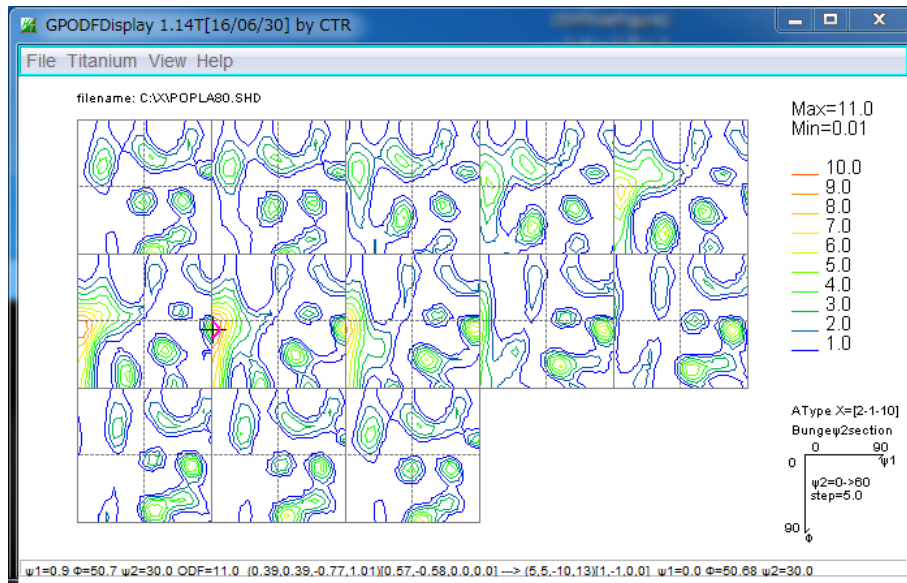 GPODFDisplay 1.14T[16/06/30] by CTR
File Titanium View Help
filename: C:\X\POPLA80.SHD
Max=11.0
Min=0.01
10.0
9.0
8.0
7.0
6.0
5.0
4.0
3.0
2.0
1.0
AType X=[2-1-10]
Bungeψ2section
0 90
0 ψ1
ψ2=0->60
step=5.0
90
Φ
ψ1=0.9 Φ=50.7 ψ2=30.0 ODF=11.0 (0.39,0.39,-0.77,1.01)[0.57,-0.58,0.0,0.0] ---> (5,5,-10,13)[1,-1,0,0] ψ1=0.0 Φ=50.68 ψ2=30.0